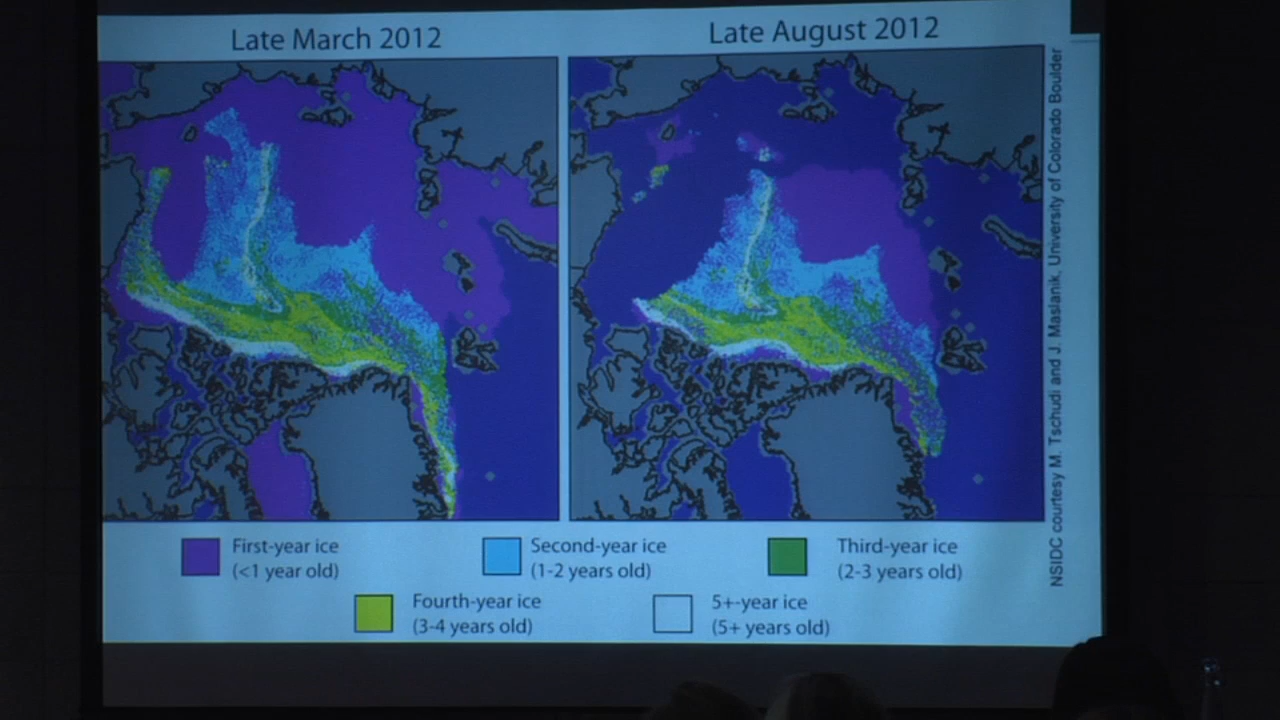 Late March 2012
Late August 2012
NSIDC courtesy M. Tschudi and J. Maslanik, University of Colorado Boulder
First-year ice
(<1 year old)
Second-year ice
(1-2 years old)
Third-year ice
(2-3 years old)
Fourth-year ice
(3-4 years old)
5+-year ice
(5+ years old)